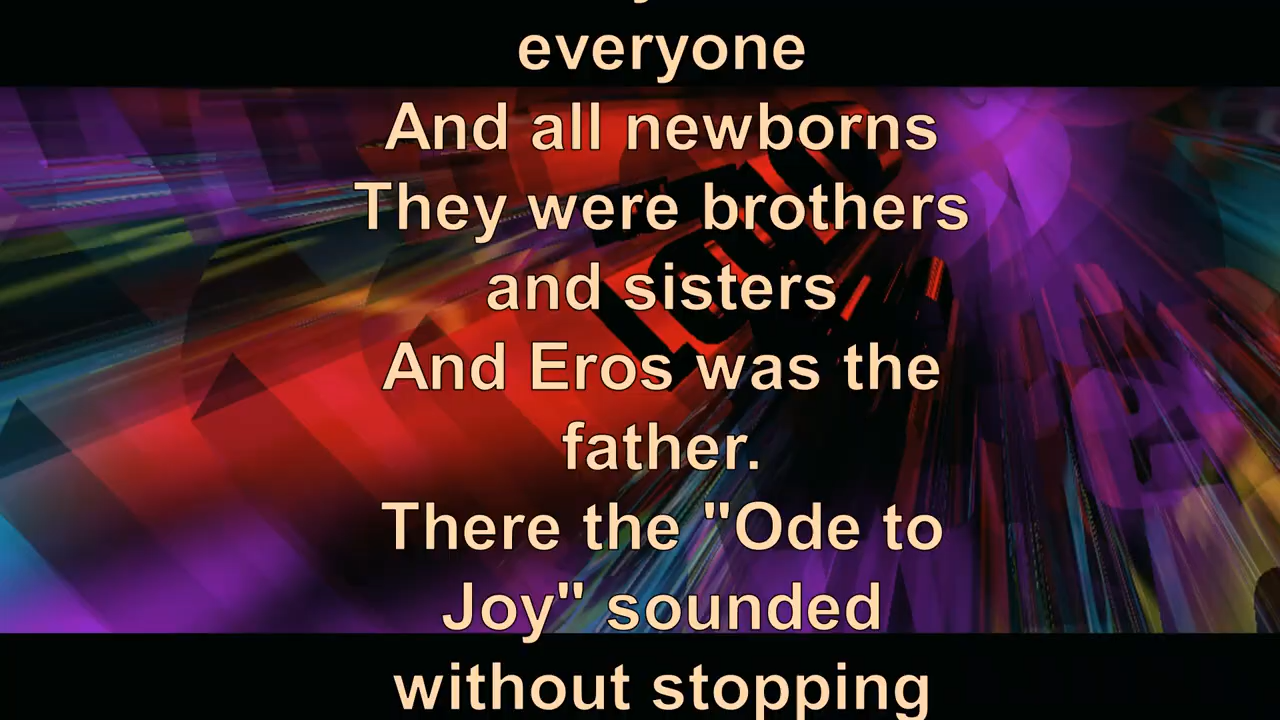 everyone
And all newborns
They were brothers
and sisters
And Eros was the
father.
There the "Ode to
Joy" sounded
without stopping